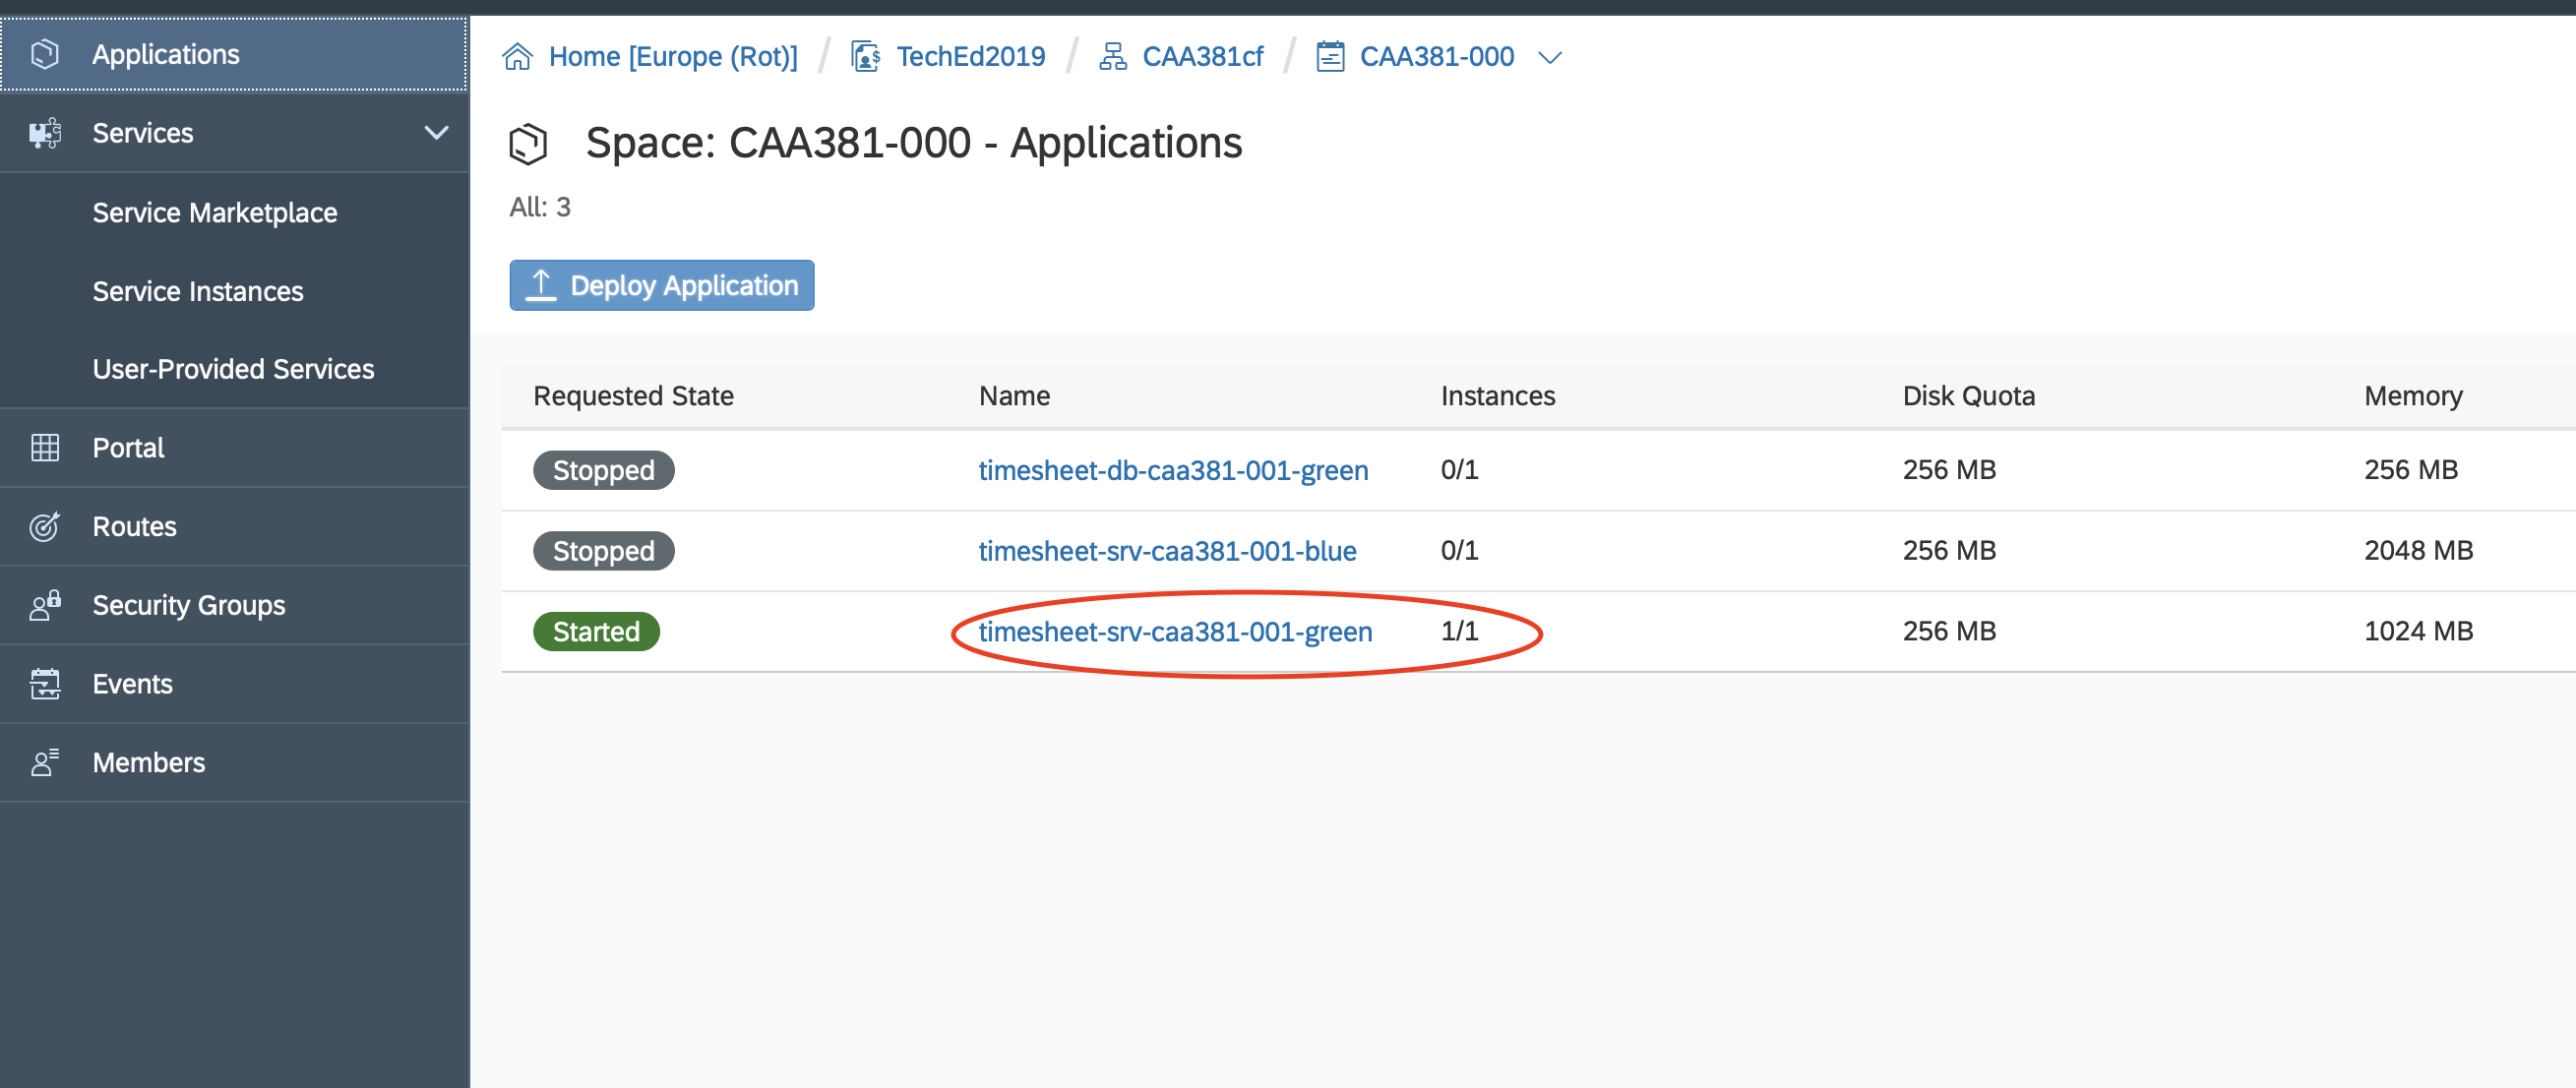 Applications
Services
Service Marketplace
Service Instances
User-Provided Services
Portal
Routes
Security Groups
Events
Members
Home [Europe (Rot)] / TechEd2019 / CAA381cf / CAA381-000
Space: CAA381-000 - Applications
All: 3
Deploy Application
Requested State Name Instances Disk Quota Memory
Stopped timesheet-db-caa381-001-green 0/1 256 MB 256 MB
Stopped timesheet-srv-caa381-001-blue 0/1 256 MB 2048 MB
Started timesheet-srv-caa381-001-green 1/1 256 MB 1024 MB